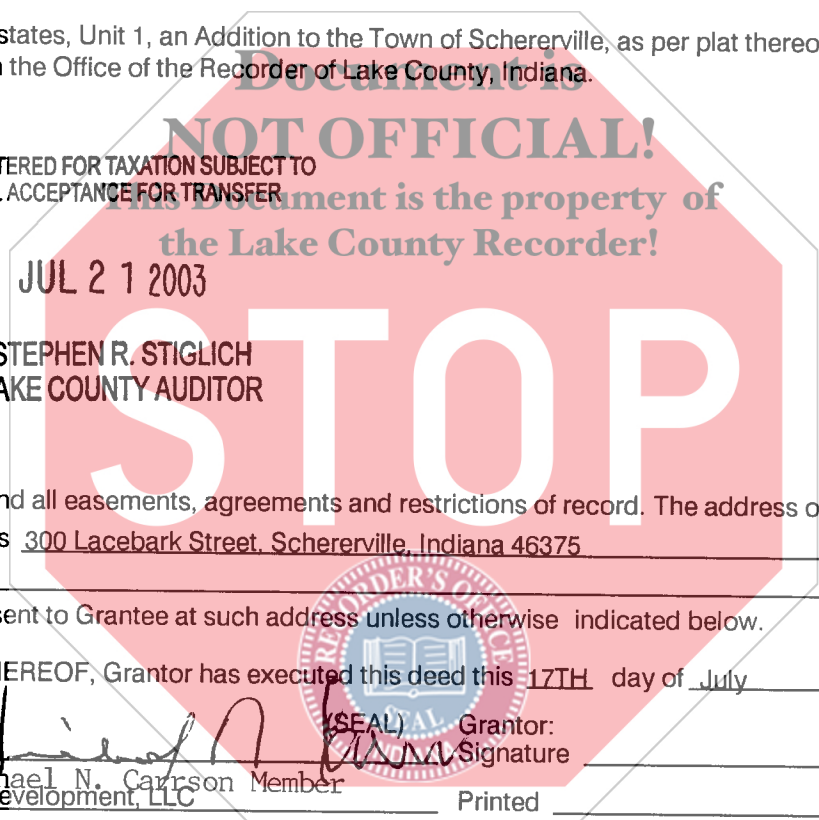 states, Unit 1, an Addition to the Town of Schererville, as per plat thereo
the Office of the Recorder of Lake County, Indiana.
Document is
NOT OFFICIAL!
TERED FOR TAXATION SUBJECT TO
ACCEPTANCE FOR TRANSFER
This Document is the property of
the Lake County Recorder!
JUL 21 2003
STEPHEN R. STIGLICH
AKE COUNTY AUDITOR
STOP
nd all easements, agreements and restrictions of record. The address o
s 300 Lacebark Street, Schererville, Indiana 46375
RECORDER'S OFFICE
sent to Grantee at such address unless otherwise indicated below.
EREOF, Grantor has executed this deed this 17TH day of July
SEAL
(SEAL) Grantor:
Signature
INDIANA
hael N. Carrson Member
evelopment, LLC
Printed